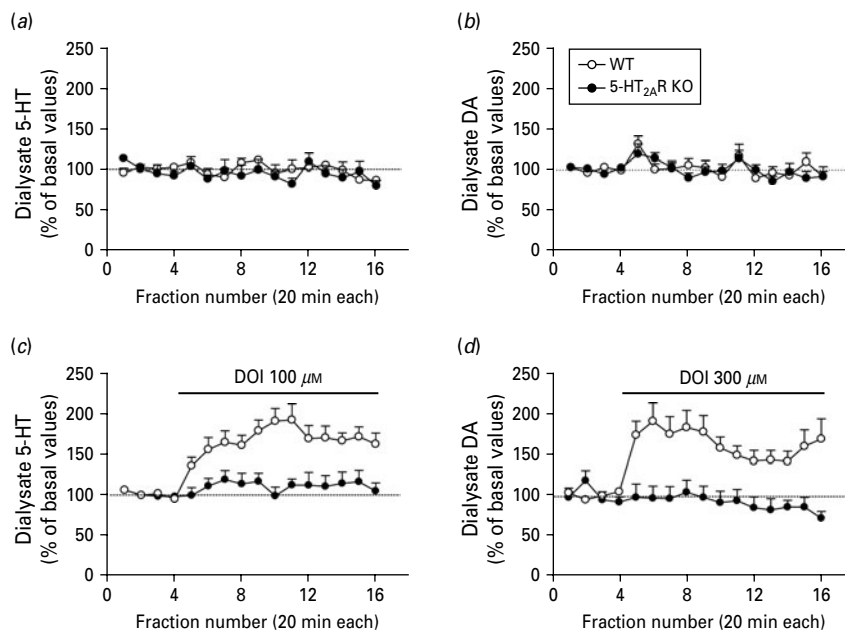 (a)
Dialysate 5-HT
(% of basal values)
250
200
150
100
50
0
0 4 8 12 16
Fraction number (20 min each)
(b)
WT
5-HT2AR KO
Dialysate DA
(% of basal values)
250
200
150
100
50
0
0 4 8 12 16
Fraction number (20 min each)
(c)
DOI 100 μM
Dialysate 5-HT
(% of basal values)
250
200
150
100
50
0
0 4 8 12 16
Fraction number (20 min each)
(d)
DOI 300 μM
Dialysate DA
(% of basal values)
250
200
150
100
50
0
0 4 8 12 16
Fraction number (20 min each)